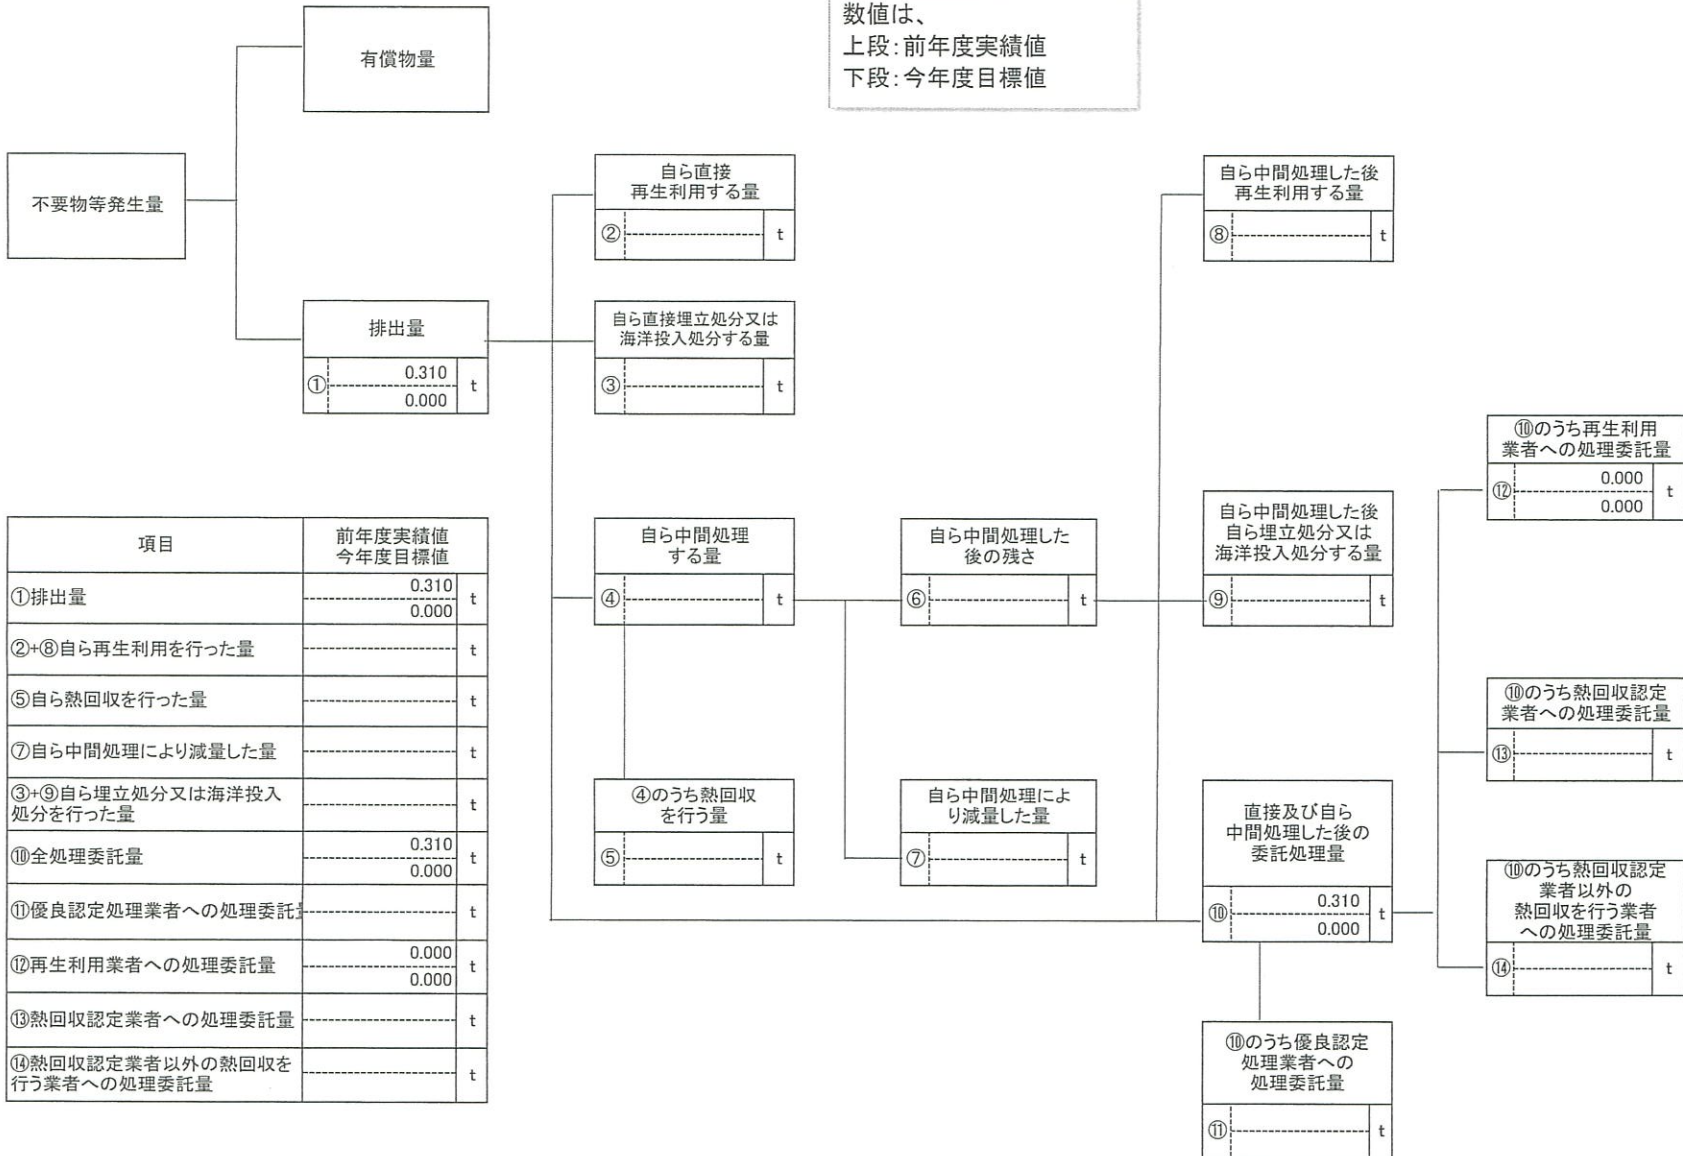 数値は、
上段:前年度実績値
下段:今年度目標値
有償物量
不要物等発生量
排出量
① 0.310 t
0.000
自ら直接
再生利用する量
② t
自ら直接埋立処分又は
海洋投入処分する量
③ t
自ら中間処理した後
再生利用する量
⑧ t
自ら中間処理
する量
④ t
自ら中間処理した
後の残さ
⑥ t
自ら中間処理した後
自ら埋立処分又は
海洋投入処分する量
⑨ t
⑩のうち再生利用
業者への処理委託量
⑫ 0.000 t
0.000
⑩のうち熱回収認定
業者への処理委託量
⑬ t
④のうち熱回収
を行う量
⑤ t
自ら中間処理によ
り減量した量
⑦ t
直接及び自ら
中間処理した後の
委託処理量
⑩ 0.310 t
0.000
⑩のうち熱回収認定
業者以外の
熱回収を行う業者
への処理委託量
⑭ t
⑩のうち優良認定
処理業者への
処理委託量
⑪ t
項目 前年度実績値
今年度目標値
①排出量 0.310 t
0.000
②+⑧自ら再生利用を行った量 t
⑤自ら熱回収を行った量 t
⑦自ら中間処理により減量した量 t
③+⑨自ら埋立処分又は海洋投入
処分を行った量 t
⑩全処理委託量 0.310 t
0.000
⑪優良認定処理業者への処理委託 t
⑫再生利用業者への処理委託量 0.000 t
0.000
⑬熱回収認定業者への処理委託量 t
⑭熱回収認定業者以外の熱回収を
行う業者への処理委託量 t